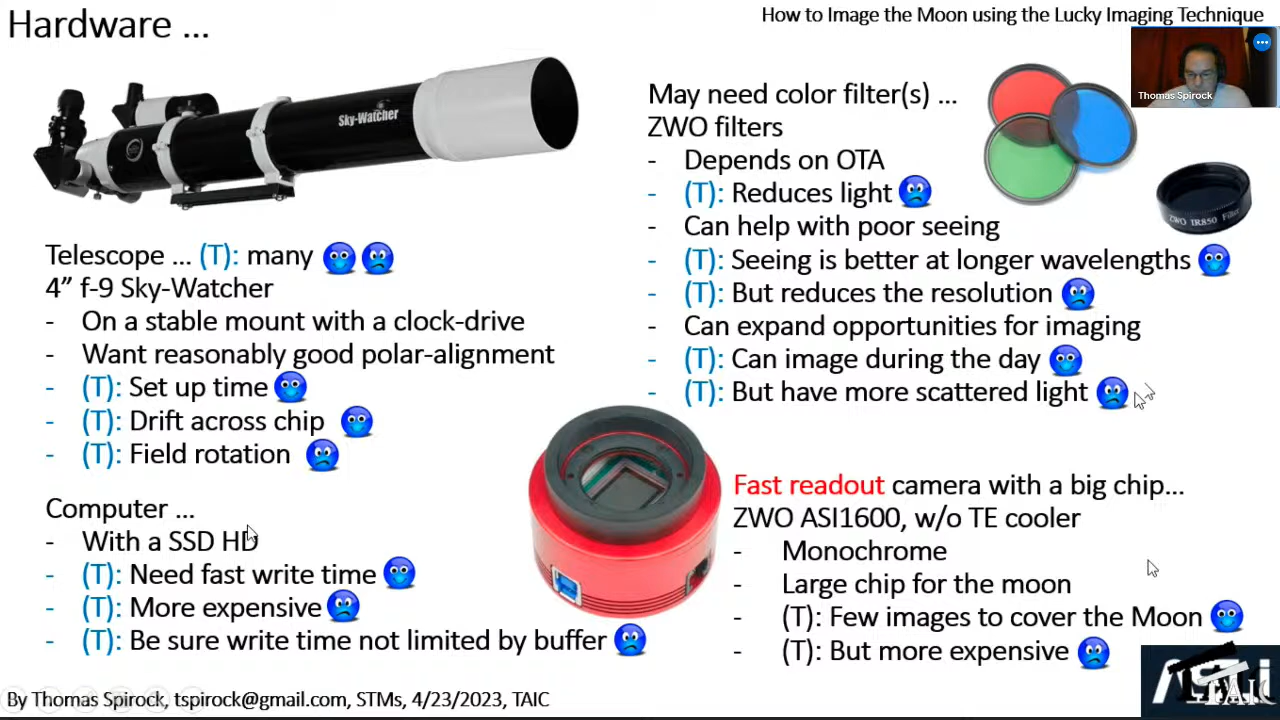 Hardware ...
How to Image the Moon using the Lucky Imaging Technique
Thomas Spirock
Sky-Watcher
Telescope ... (T): many
4” f-9 Sky-Watcher
- On a stable mount with a clock-drive
- Want reasonably good polar-alignment
- (T): Set up time
- (T): Drift across chip
- (T): Field rotation
Computer ...
- With a SSD HD
- (T): Need fast write time
- (T): More expensive
- (T): Be sure write time not limited by buffer
May need color filter(s) ...
ZWO filters
- Depends on OTA
- (T): Reduces light
- Can help with poor seeing
- (T): Seeing is better at longer wavelengths
- (T): But reduces the resolution
- Can expand opportunities for imaging
- (T): Can image during the day
- (T): But have more scattered light
ZWO IR850 Filter
Fast readout camera with a big chip...
ZWO ASI1600, w/o TE cooler
- Monochrome
- Large chip for the moon
- (T): Few images to cover the Moon
- (T): But more expensive
TAIC
By Thomas Spirock, tspirock@gmail.com, STMs, 4/23/2023, TAIC